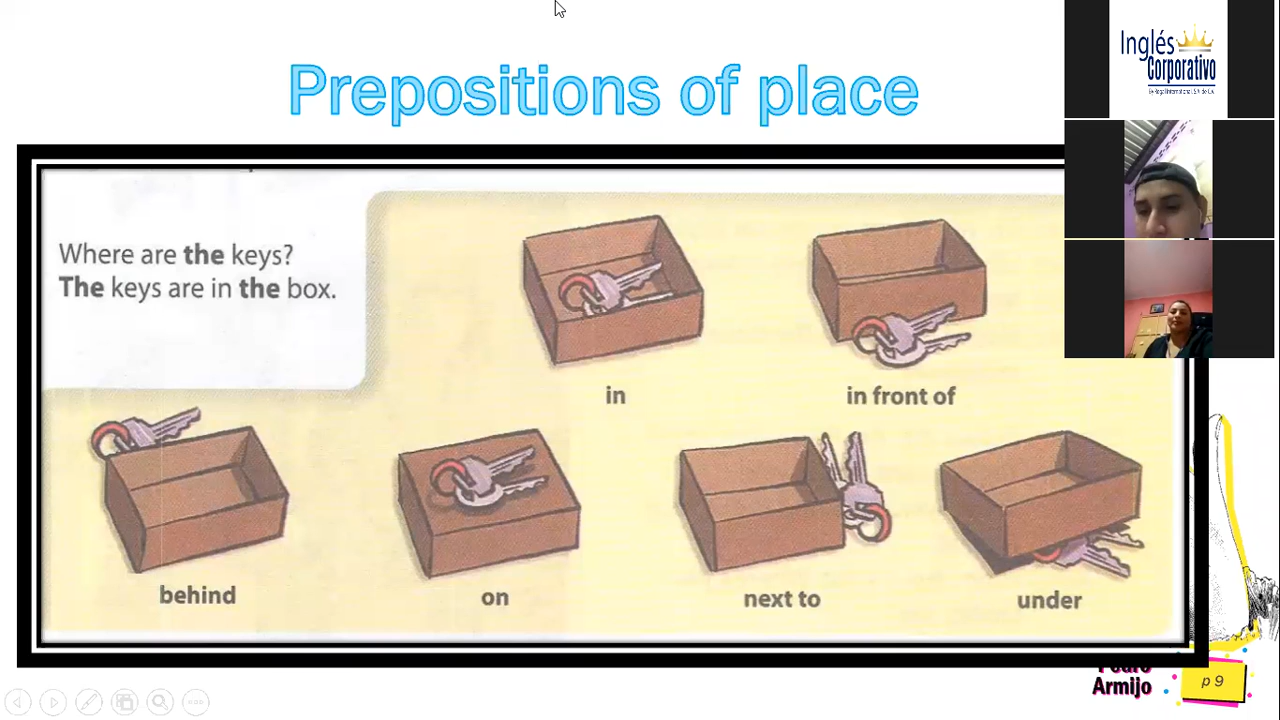 Prepositions of place
Inglés
Corporativo
Where are the keys?
The keys are in the box.
in
in front of
behind
on
next to
under
Pedro
Armijo
p 9